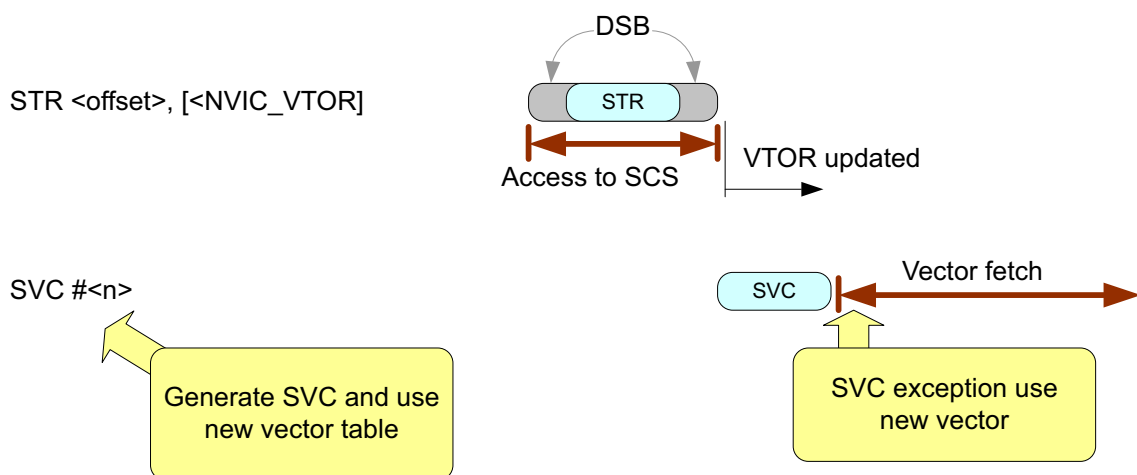 DSB
STR <offset>, [<NVIC_VTOR]
STR
Access to SCS
VTOR updated
SVC #<n>
SVC
Vector fetch
Generate SVC and use
new vector table
SVC exception use
new vector